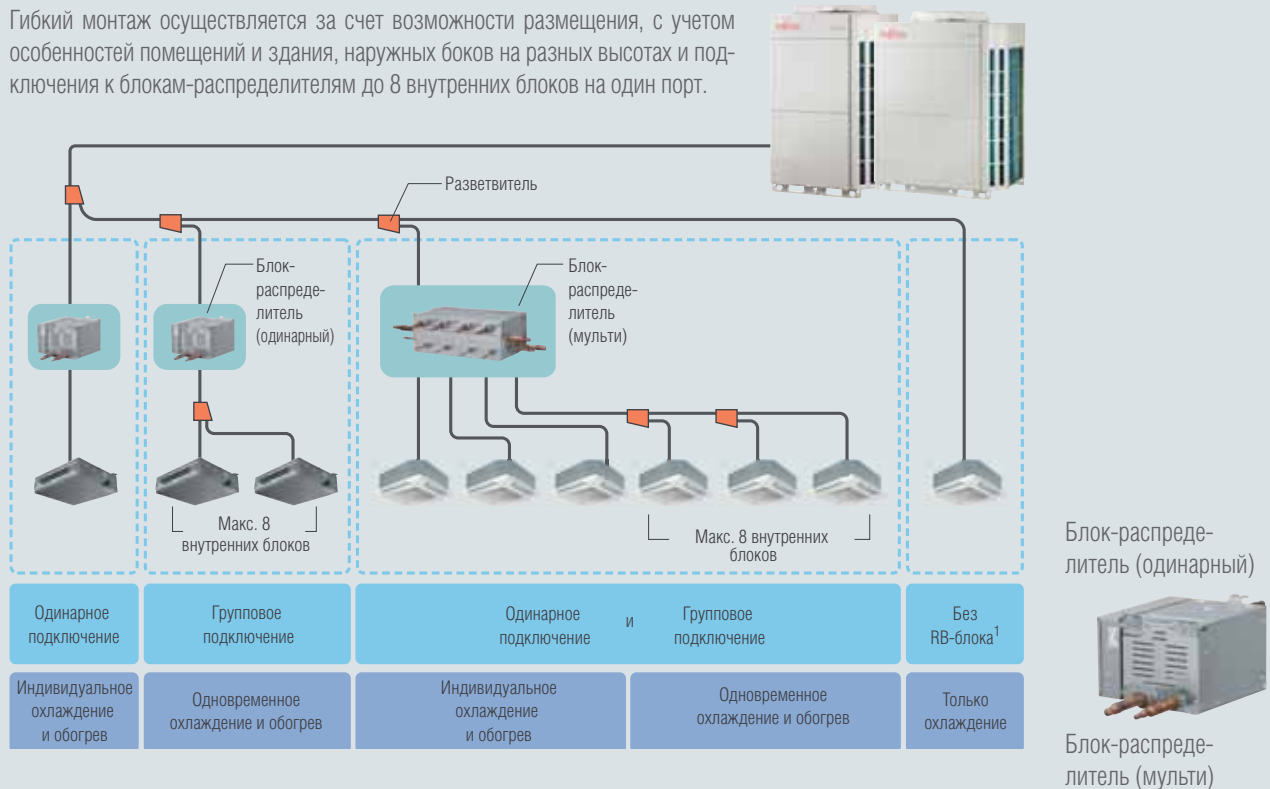 Гибкий монтаж осуществляется за счет возможности размещения, с учетом
особенностей помещений и здания, наружных боков на разных высотах и под-
ключения к блокам-распределителям до 8 внутренних блоков на один порт.
Разветвитель
Блок-
распреде-
литель
(одинарный)
Блок-
распреде-
литель
(мульти)
Макс. 8
внутренних блоков
Макс. 8 внутренних
блоков
Одинарное
подключение
Групповое
подключение
Одинарное
подключение
и
Групповое
подключение
Без
RB-блока¹
Индивидуальное
охлаждение
и обогрев
Одновременное
охлаждение и обогрев
Индивидуальное
охлаждение
и обогрев
Одновременное
охлаждение и обогрев
Только
охлаждение
Блок-распреде-
литель (одинарный)
Блок-распреде-
литель (мульти)